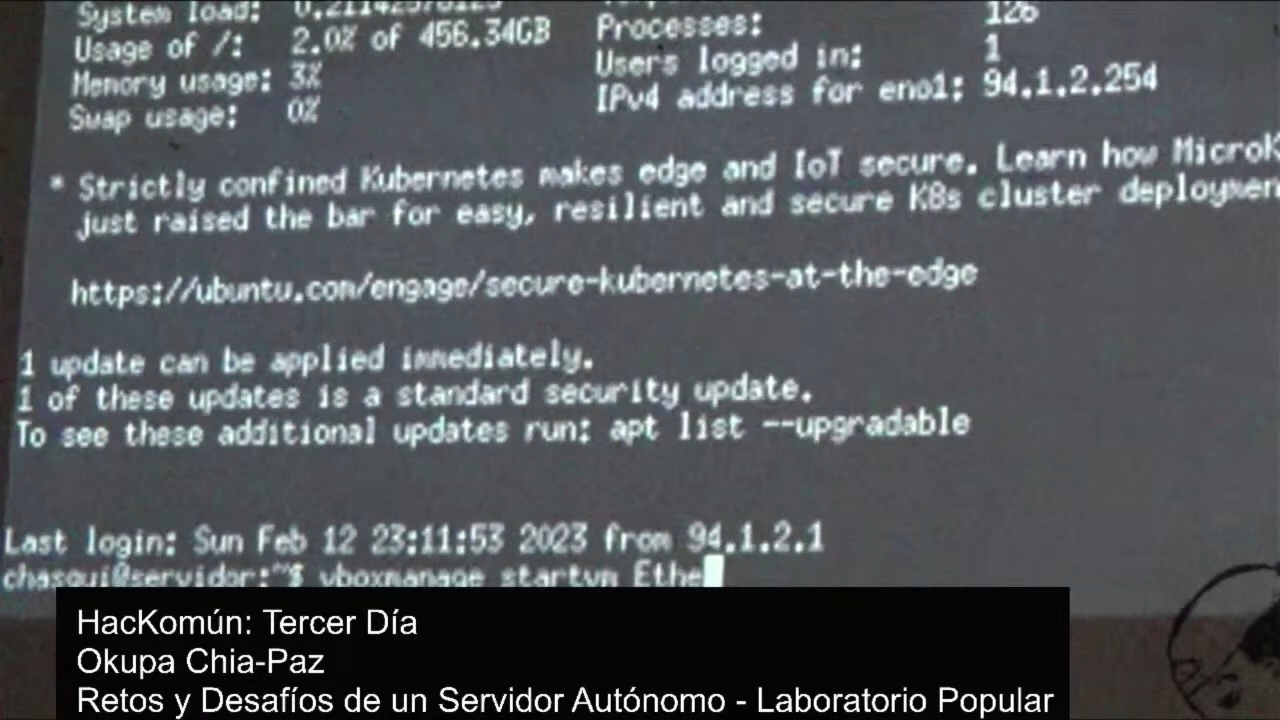 System load:
Usage of /: 2.0% of 456.34GB
Memory usage: 3%
Swap usage: 0%
Processes: 126
Users logged in: 1
IPv4 address for eno1: 94.1.2.254
* Strictly confined Kubernetes makes edge and IoT secure. Learn how MicroK
just raised the bar for easy, resilient and secure K8s cluster deploymen
https://ubuntu.com/engage/secure-kubernetes-at-the-edge
1 update can be applied immediately.
1 of these updates is a standard security update.
To see these additional updates run: apt list --upgradable
Last login: Sun Feb 12 23:11:53 2023 from 94.1.2.1
chasqui@servidor:~$ vboxmanage startvm Ethe
HacKomún: Tercer Día
Okupa Chia-Paz
Retos y Desafíos de un Servidor Autónomo - Laboratorio Popular